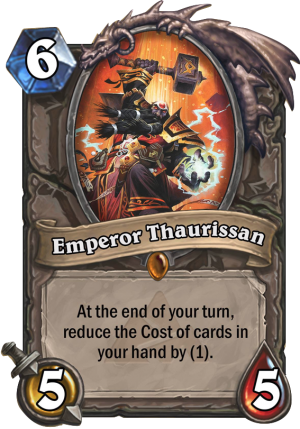 6
Emperor Thaurissan
At the end of your turn,
reduce the Cost of cards in
your hand by (1).
5 5